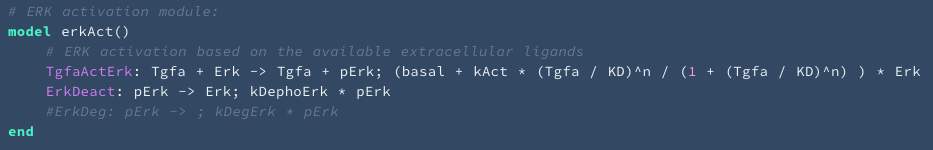 # ERK activation module:
model erkAct()
# ERK activation based on the available extracellular ligands
TgfaActErk: Tgfa + Erk -> Tgfa + pErk; (basal + kAct * (Tgfa / KD)^n / (1 + (Tgfa / KD)^n) ) * Erk
ErkDeact: pErk -> Erk; kDephoErk * pErk
#ErkDeg: pErk -> ; kDegErk * pErk
end